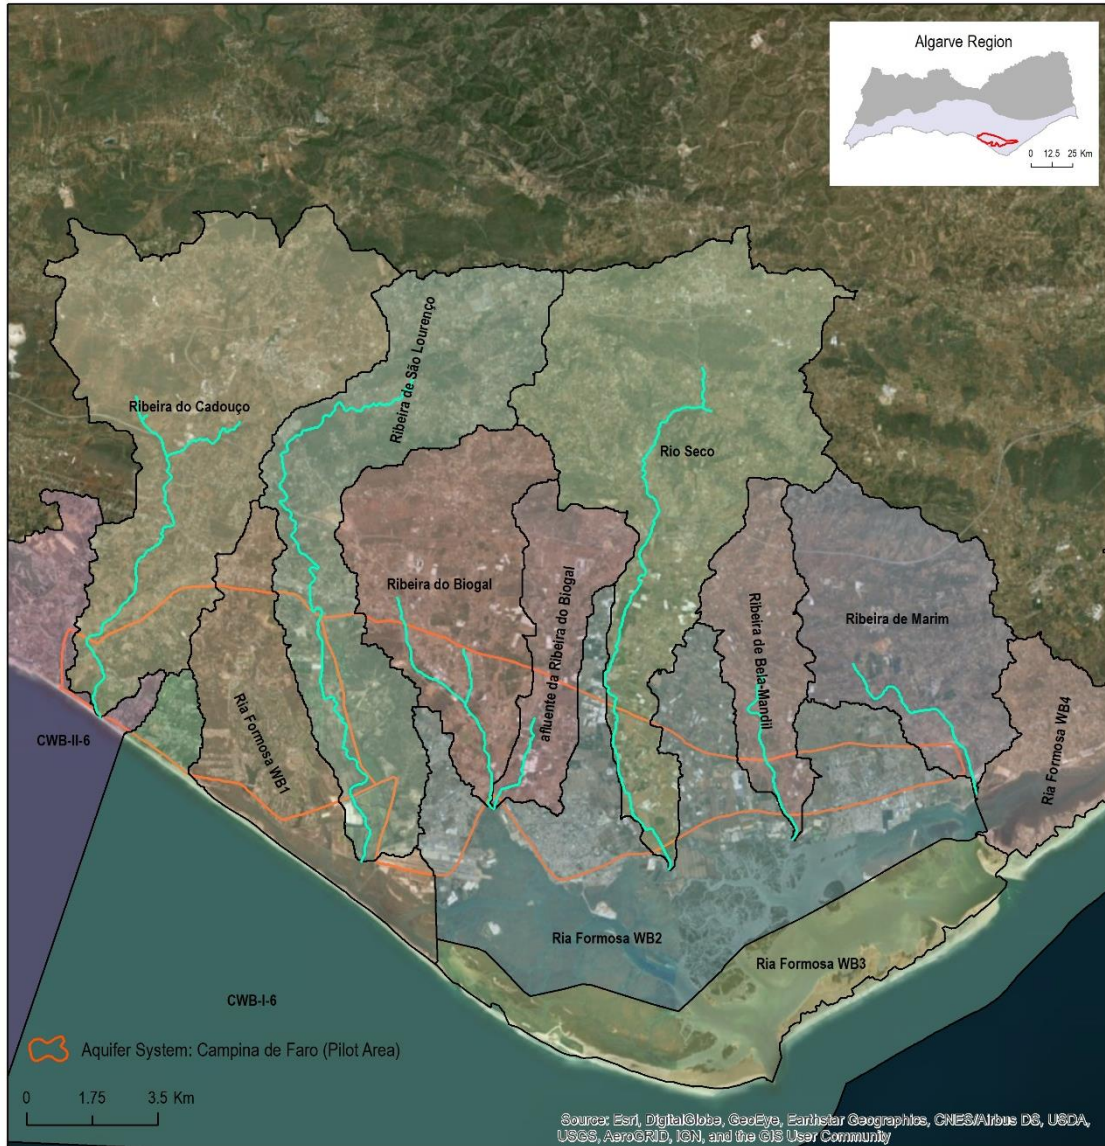 Algarve Region
0 12.5 25 Km
Ribeira de São Lourenço
Ribeira do Cadouço
Rio Seco
Ribeira do Biogal
afluente da Ribeira do Biogal
Ribeira de Bela-Mandil
Ribeira de Marim
Ria Formosa WB1
Ria Formosa WB4
CWB-II-6
Ria Formosa WB2
Ria Formosa WB3
CWB-I-6
Aquifer System: Campina de Faro (Pilot Area)
0 1.75 3.5 Km
Source: Esri, DigitalGlobe, GeoEye, Earthstar Geographics, CNES/Airbus DS, USDA,
USGS, AeroGRID, IGN, and the GIS User Community